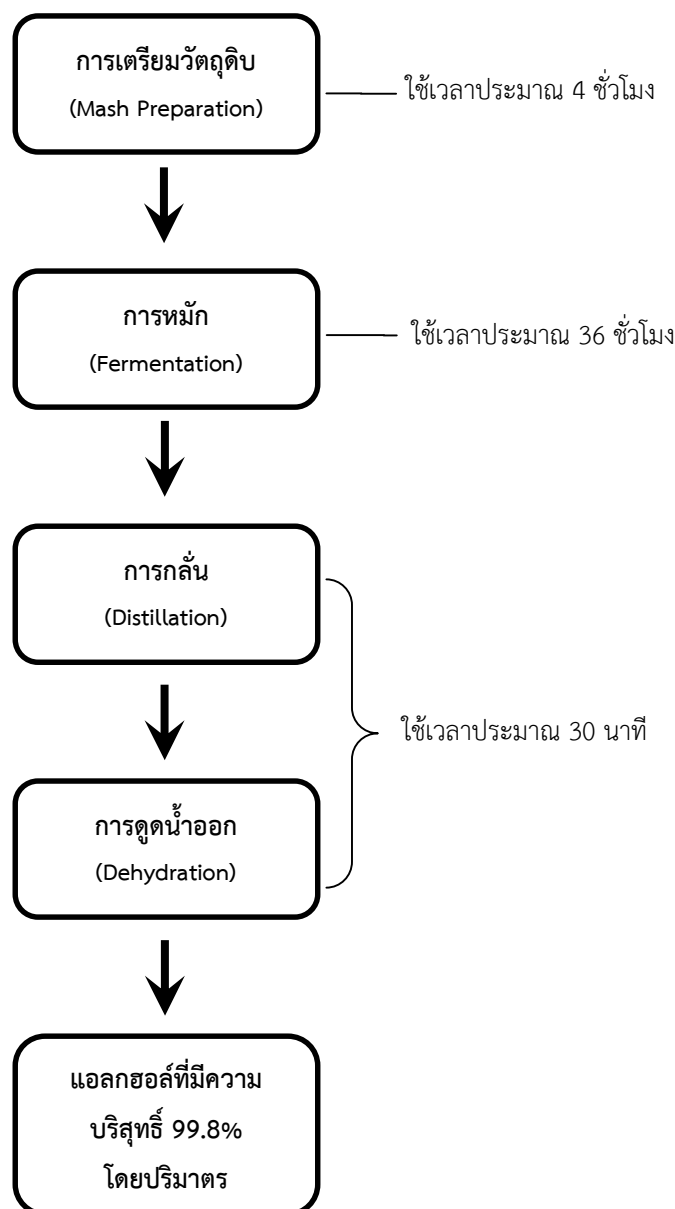 การเตรียมวัตถุดิบ
(Mash Preparation)
ใช้เวลาประมาณ 4 ชั่วโมง
การหมัก
(Fermentation)
ใช้เวลาประมาณ 36 ชั่วโมง
การกลั่น
(Distillation)
ใช้เวลาประมาณ 30 นาที
การดูดน้ำออก
(Dehydration)
แอลกฮอล์ที่มีความ
บริสุทธิ์ 99.8%
โดยปริมาตร